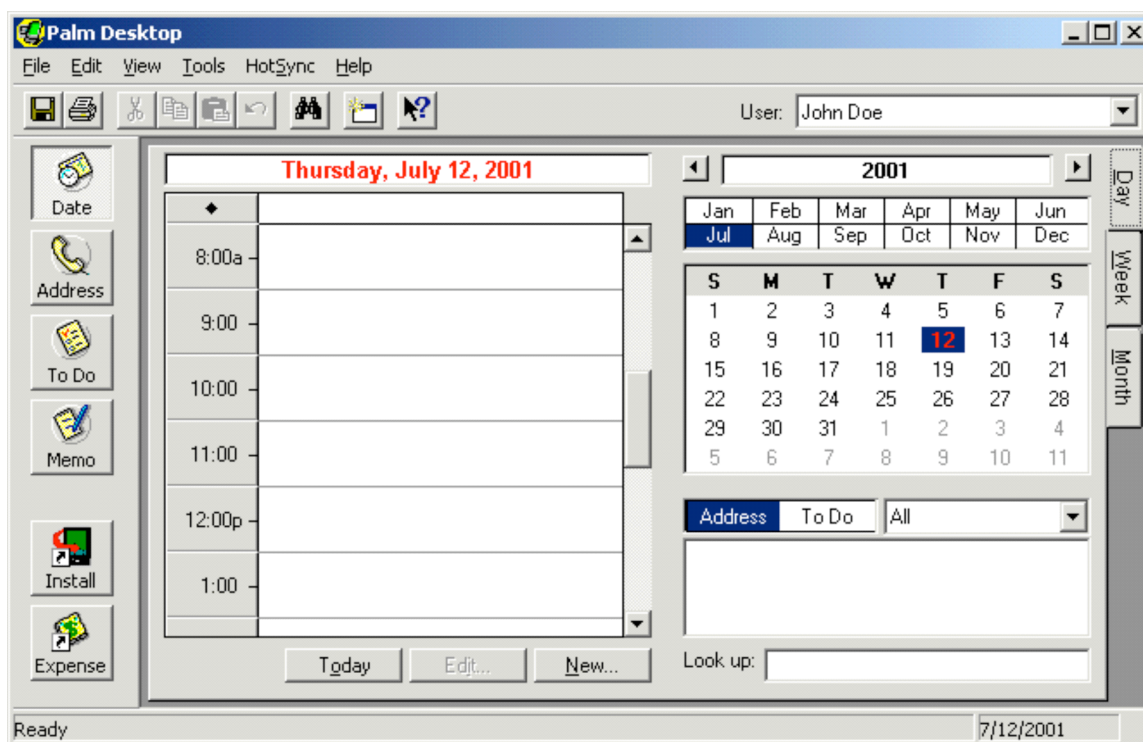 Palm Desktop
File Edit View Tools HotSync Help
User: John Doe
Date
Address
To Do
Memo
Install
Expense
Thursday, July 12, 2001
8:00a
9:00
10:00
11:00
12:00p
1:00
Today Edit... New...
2001
Jan Feb Mar Apr May Jun
Jul Aug Sep Oct Nov Dec
S M T W T F S
1 2 3 4 5 6 7
8 9 10 11 12 13 14
15 16 17 18 19 20 21
22 23 24 25 26 27 28
29 30 31 1 2 3 4
5 6 7 8 9 10 11
Address To Do All
Look up:
Day
Week
Month
Ready 7/12/2001